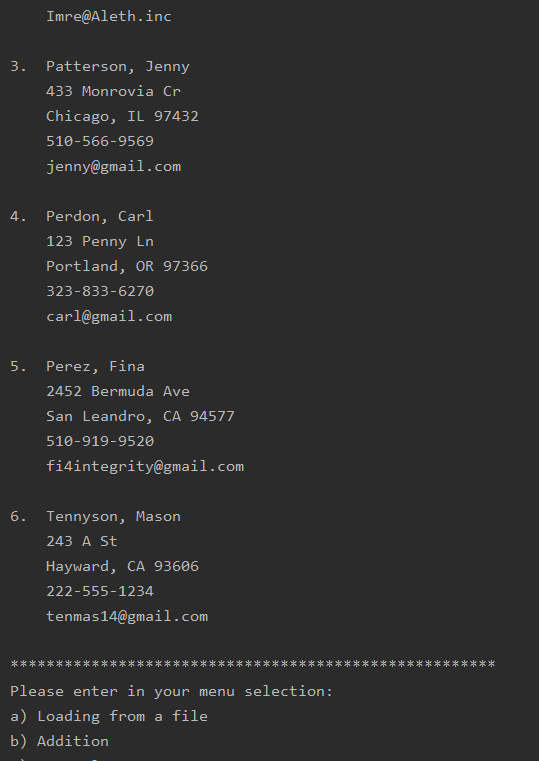 Imre@Aleth.inc
3. Patterson, Jenny
433 Monrovia Cr
Chicago, IL 97432
510-566-9569
jenny@gmail.com
4. Perdon, Carl
123 Penny Ln
Portland, OR 97366
323-833-6270
carl@gmail.com
5. Perez, Fina
2452 Bermuda Ave
San Leandro, CA 94577
510-919-9520
fi4integrity@gmail.com
6. Tennyson, Mason
243 A St
Hayward, CA 93606
222-555-1234
tenmas14@gmail.com
******************************************************
Please enter in your menu selection:
a) Loading from a file
b) Addition